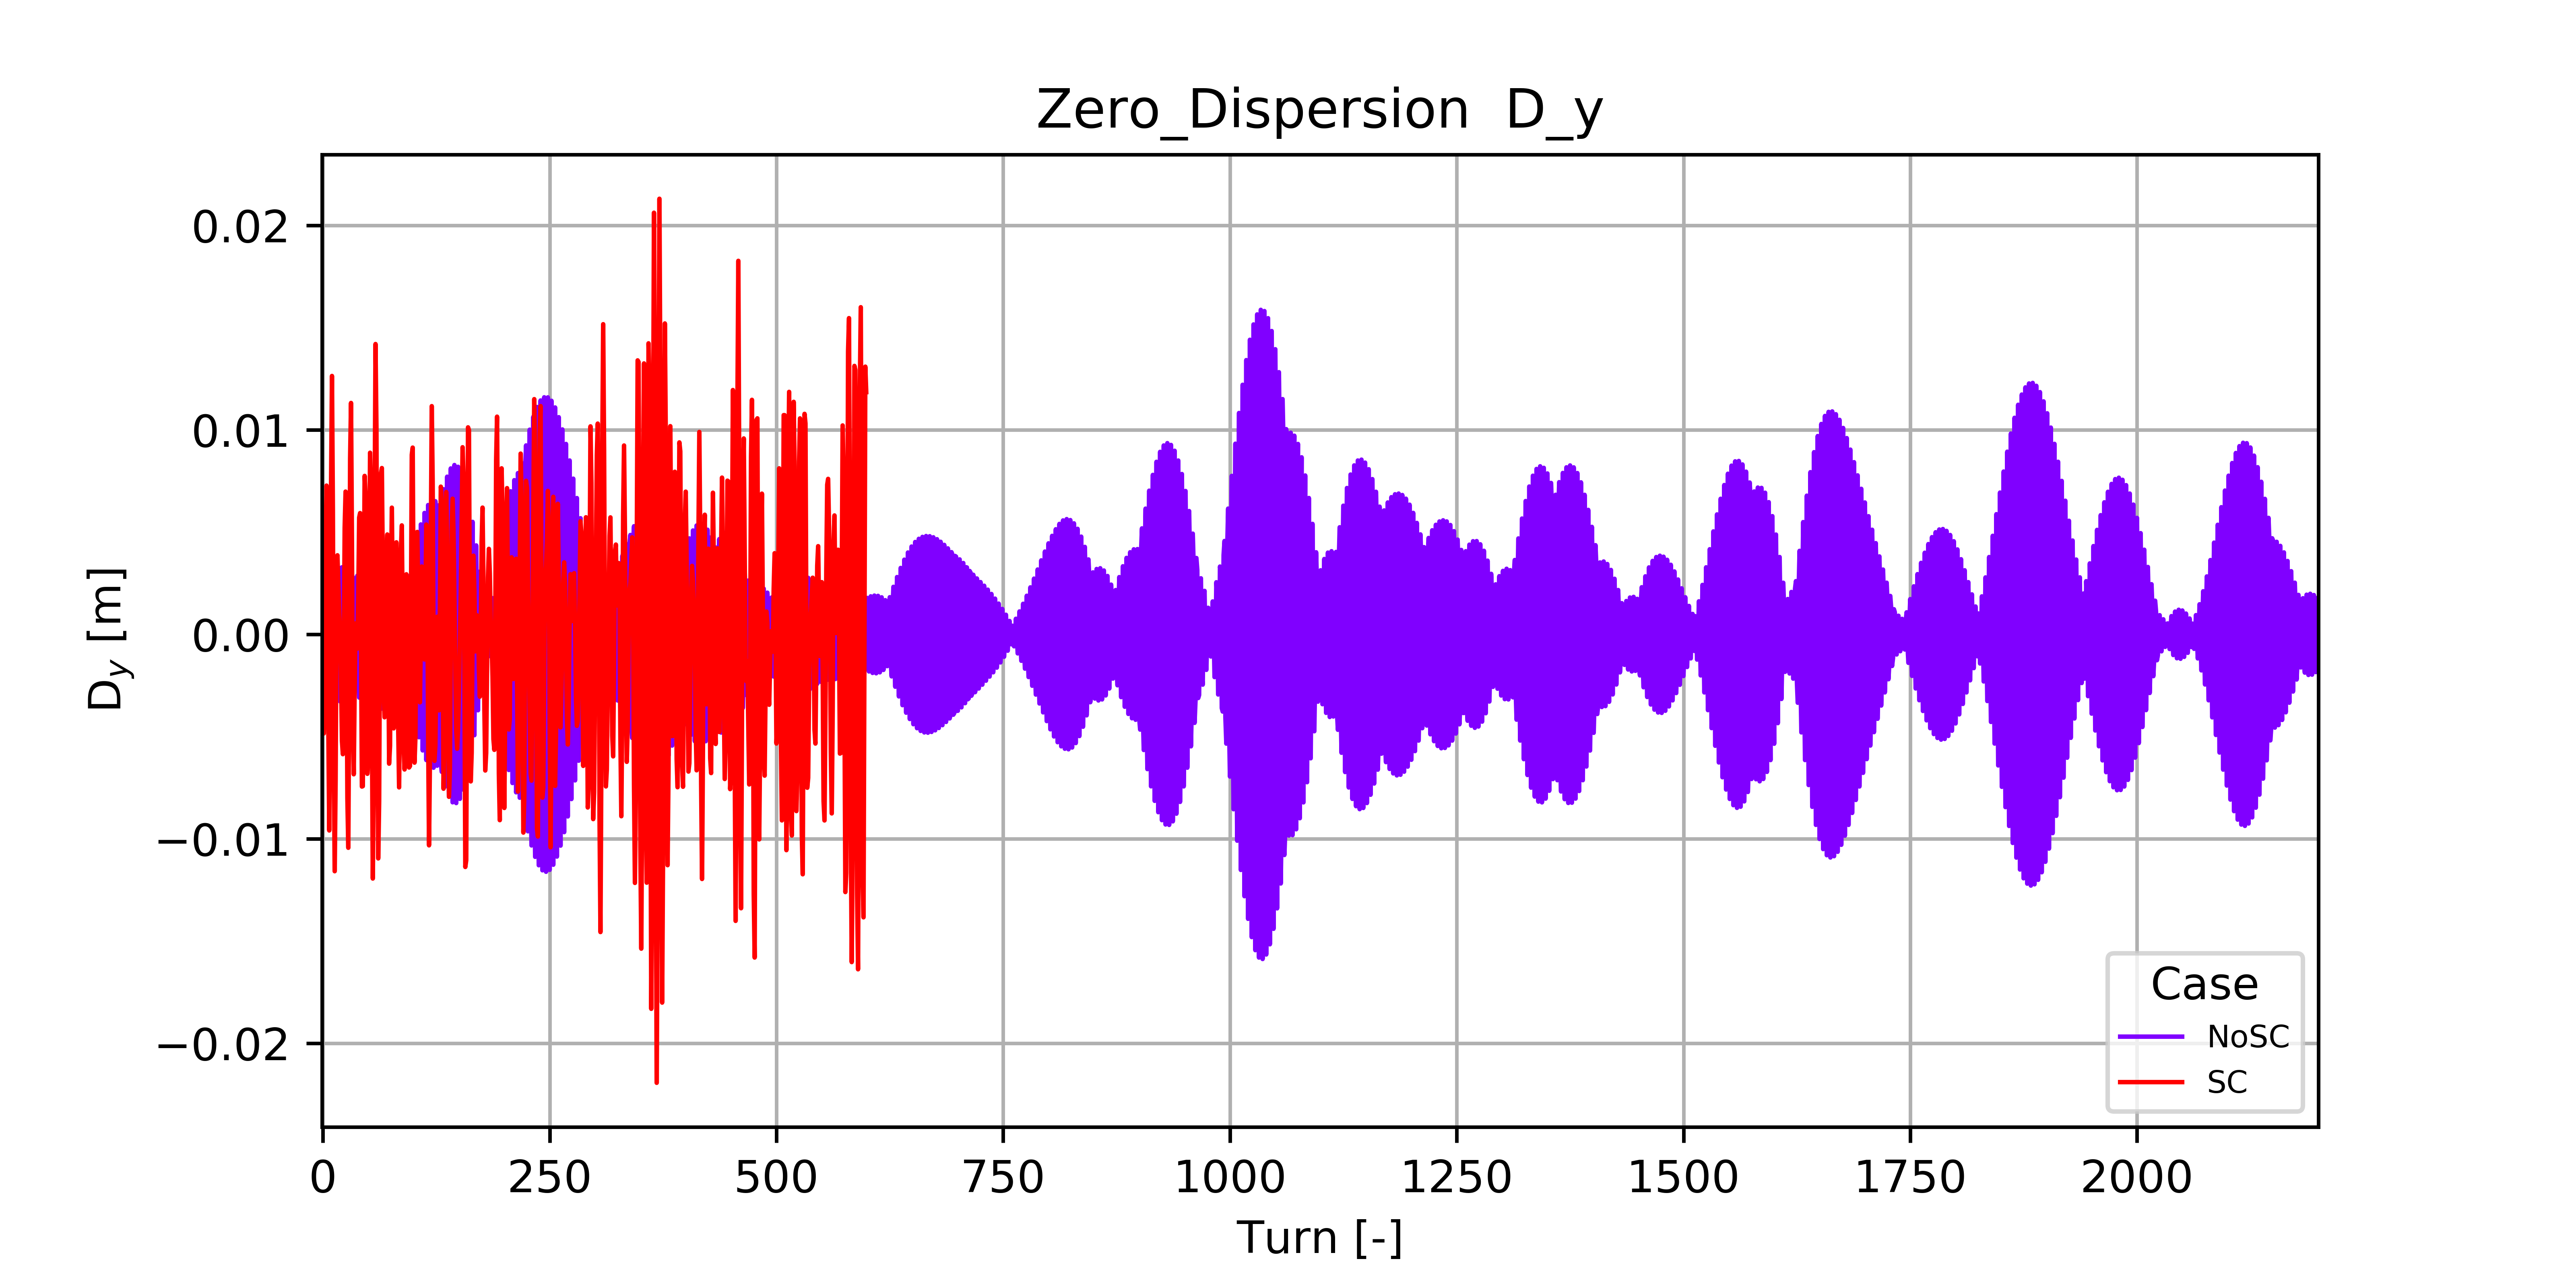 Zero_Dispersion D_y
0.02
0.01
0.00
−0.01
−0.02
D_y [m]
0 250 500 750 1000 1250 1500 1750 2000
Turn [-]
Case
NoSC
SC